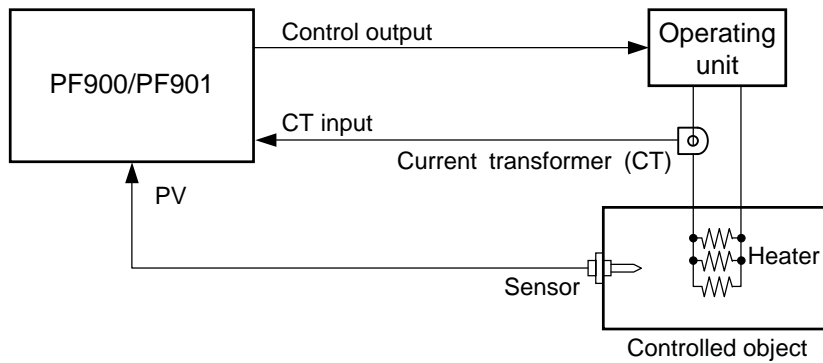 Control output
Operating
unit
PF900/PF901
CT input
Current transformer (CT)
PV
Heater
Sensor
Controlled object